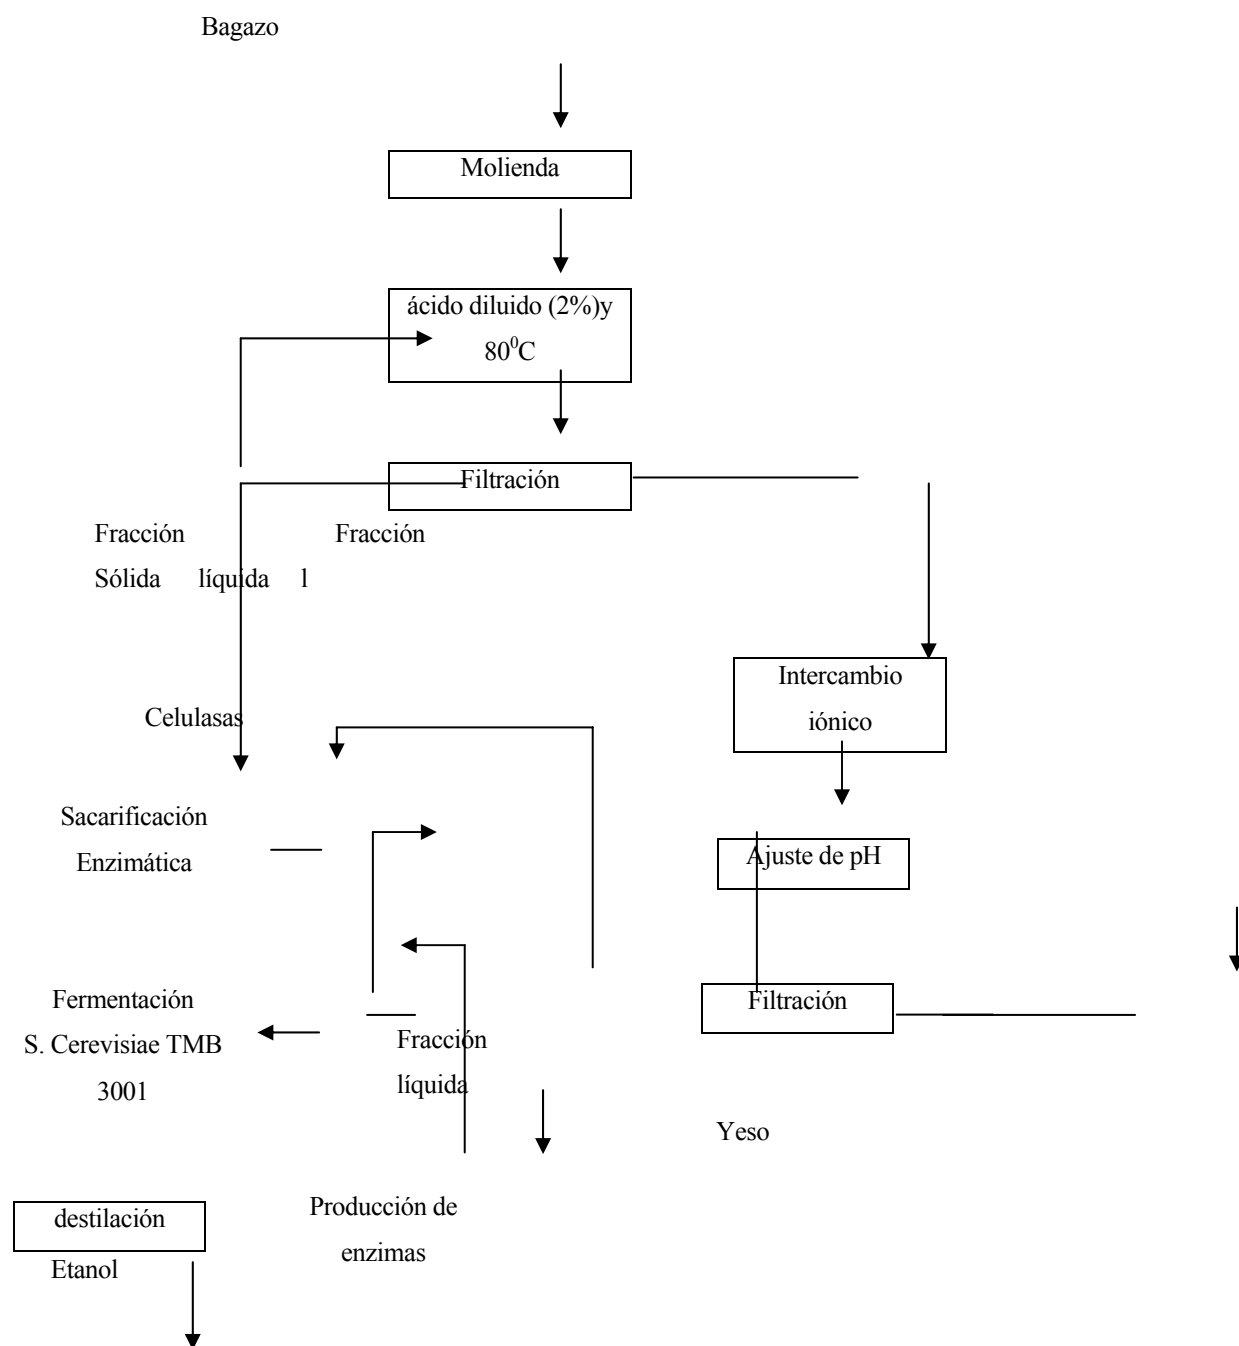 Bagazo
Molienda
ácido diluido (2%)y
80⁰C
Filtración
Fracción Fracción
Sólida líquida l
Intercambio
iónico
Celulasas
Sacarificación
Enzimática
Ajuste de pH
Fermentación
S. Cerevisiae TMB
3001
Fracción
líquida
Filtración
Yeso
destilación
Etanol
Producción de
enzimas